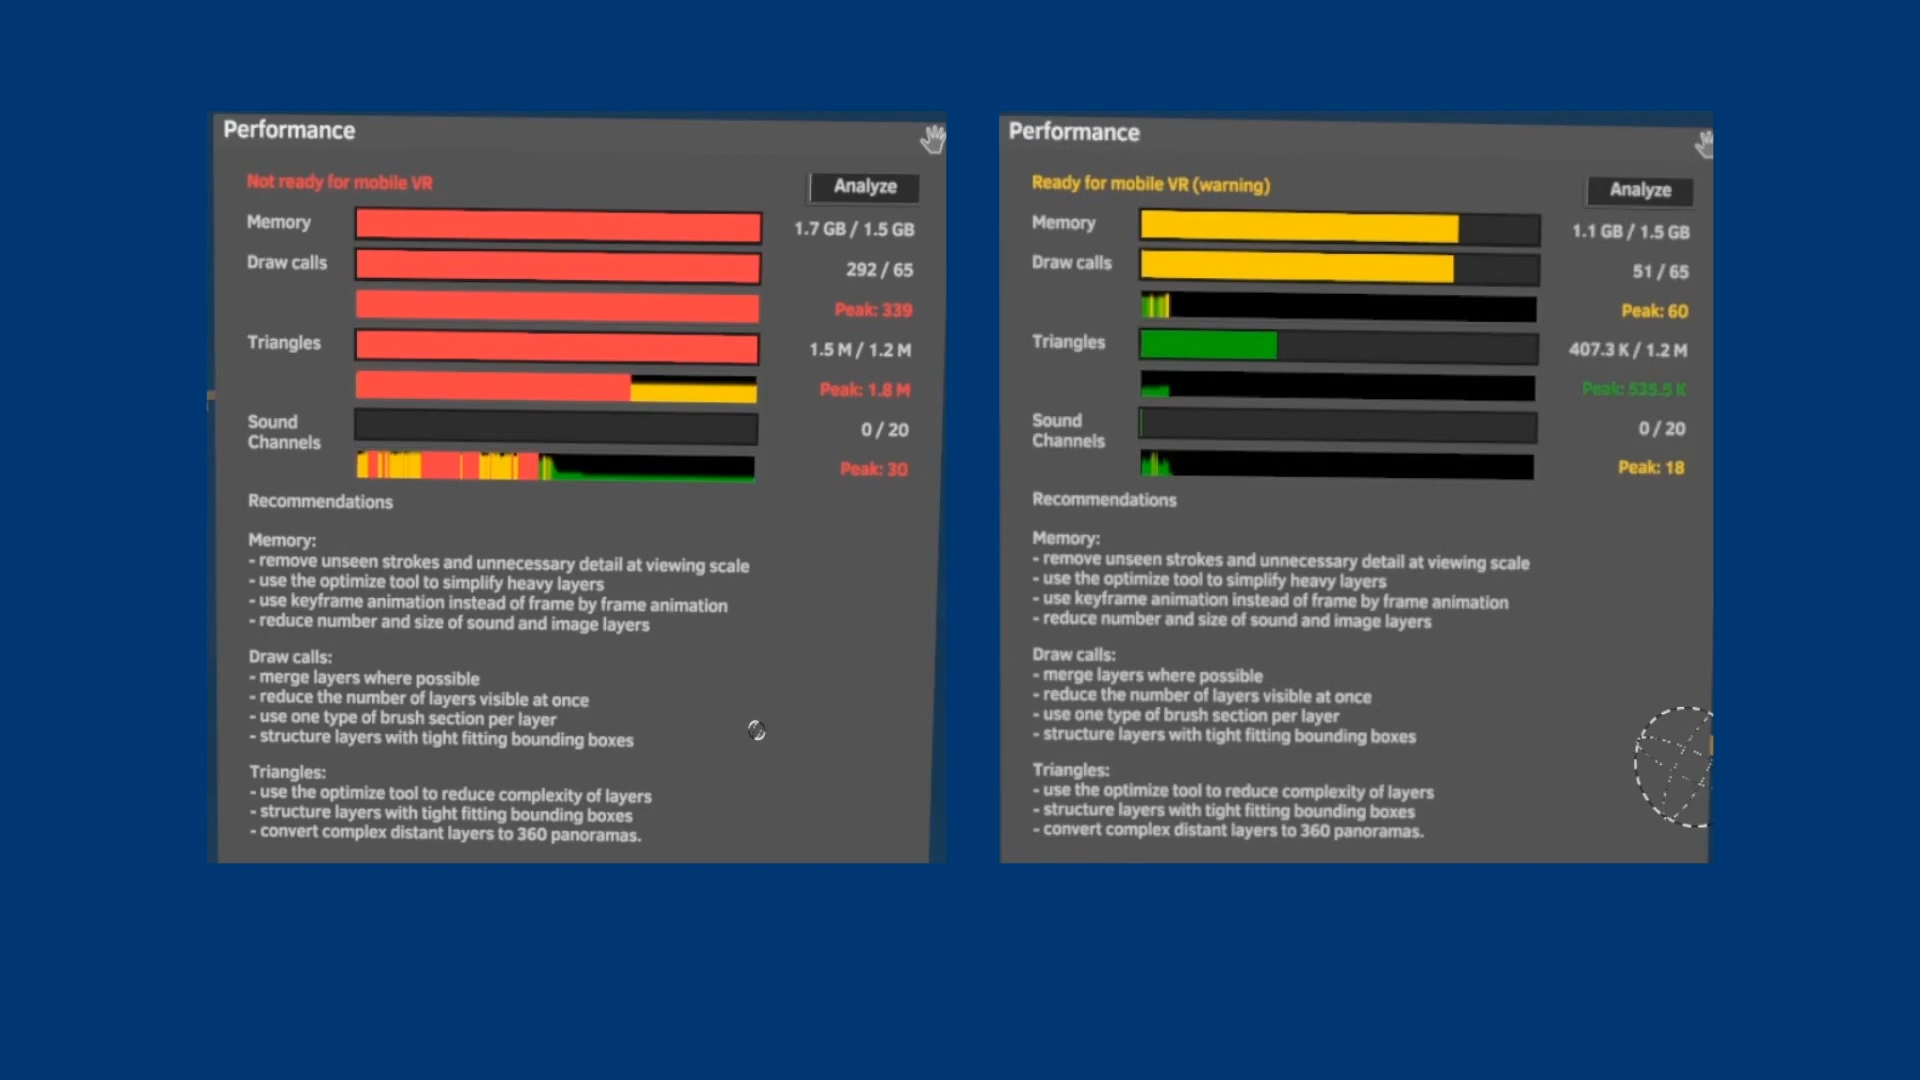 Performance
Not ready for mobile VR
Analyze
Memory
1.7 GB / 1.5 GB
Draw calls
292 / 65
Peak: 339
Triangles
1.5 M / 1.2 M
Peak: 1.8 M
Sound
Channels
0 / 20
Peak: 30
Recommendations
Memory:
- remove unseen strokes and unnecessary detail at viewing scale
- use the optimize tool to simplify heavy layers
- use keyframe animation instead of frame by frame animation
- reduce number and size of sound and image layers
Draw calls:
- merge layers where possible
- reduce the number of layers visible at once
- use one type of brush section per layer
- structure layers with tight fitting bounding boxes
Triangles:
- use the optimize tool to reduce complexity of layers
- structure layers with tight fitting bounding boxes
- convert complex distant layers to 360 panoramas.
Performance
Ready for mobile VR (warning)
Analyze
Memory
1.1 GB / 1.5 GB
Draw calls
51 / 65
Peak: 60
Triangles
407.3 K / 1.2 M
Peak: 535.5 K
Sound
Channels
0 / 20
Peak: 18
Recommendations
Memory:
- remove unseen strokes and unnecessary detail at viewing scale
- use the optimize tool to simplify heavy layers
- use keyframe animation instead of frame by frame animation
- reduce number and size of sound and image layers
Draw calls:
- merge layers where possible
- reduce the number of layers visible at once
- use one type of brush section per layer
- structure layers with tight fitting bounding boxes
Triangles:
- use the optimize tool to reduce complexity of layers
- structure layers with tight fitting bounding boxes
- convert complex distant layers to 360 panoramas.